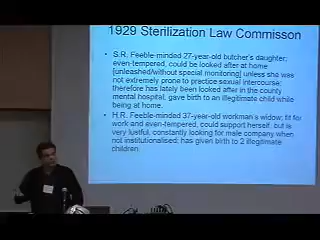 1929 Sterilization Law Commisson
• S.R. Feeble-minded 27-year-old butcher's daughter;
even-tempered, could be looked after at home
[unleashed/without special monitoring] unless she was
not extremely prone to practice sexual intercourse;
therefore has lately been looked after in the county
mental hospital, gave birth to an illegitimate child while
being at home.
• H.R. Feeble-minded 37-year-old workman's widow; fit for
work and even-tempered, could support herself, but is
very lustful, constantly looking for male company when
not institutionalised; has given birth to 2 illegitimate
children.